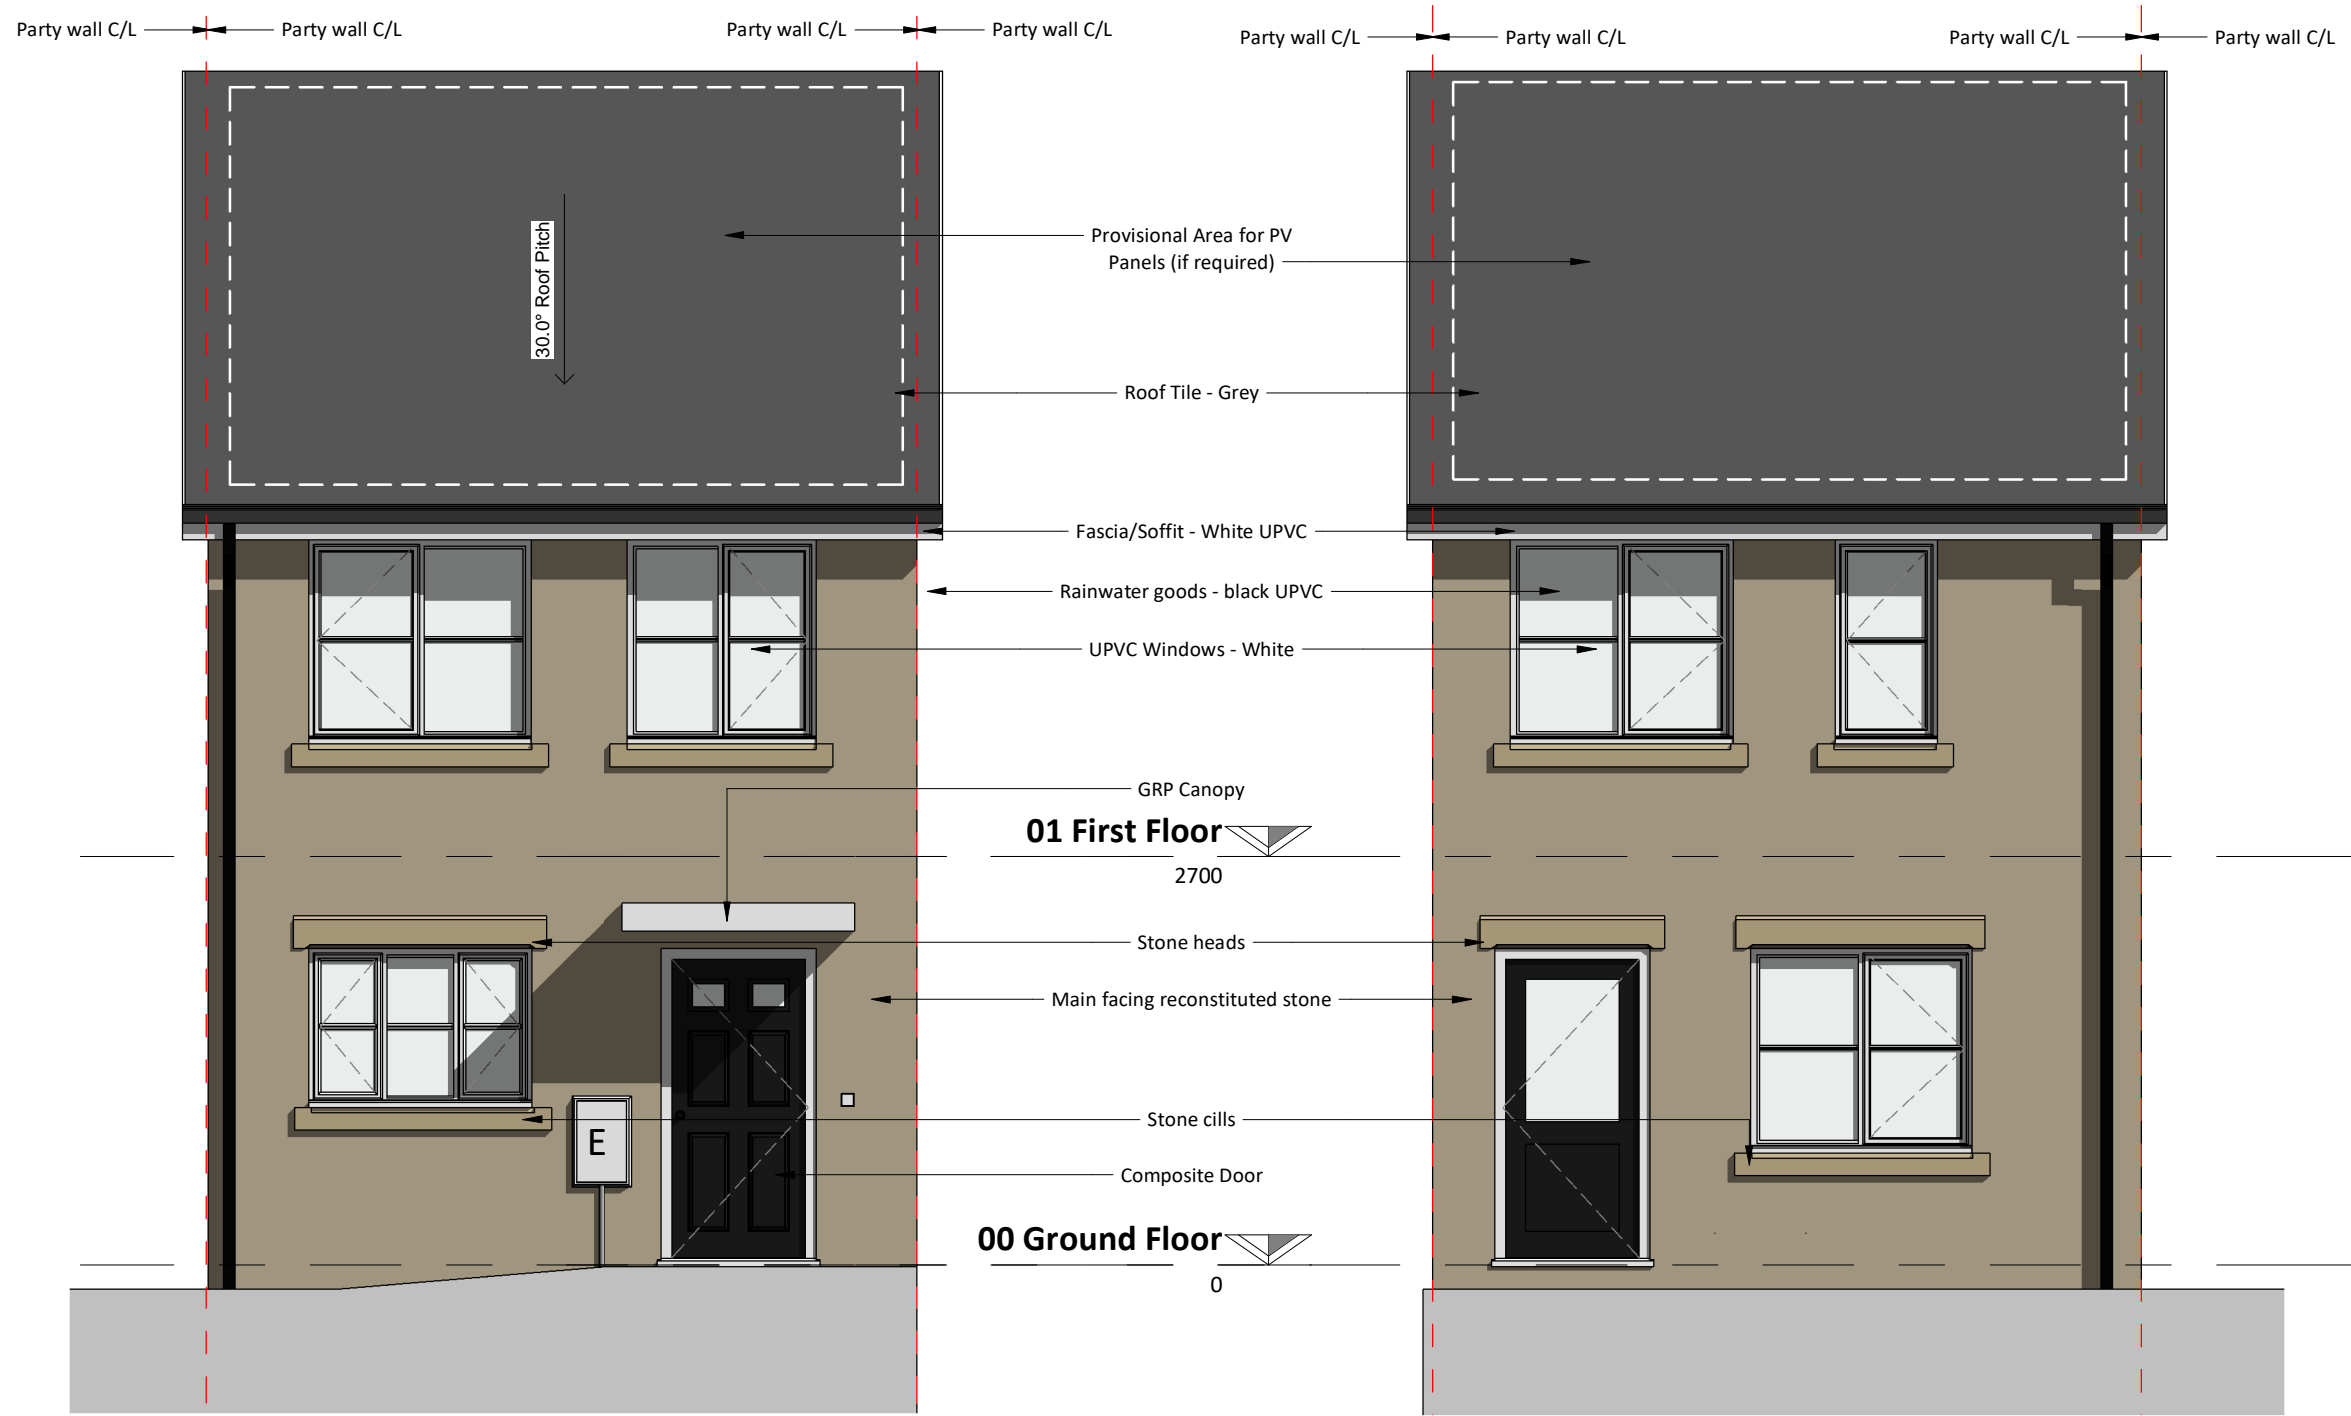 Party wall C/L
Party wall C/L
Party wall C/L
Party wall C/L
Party wall C/L
Party wall C/L
Party wall C/L
Party wall C/L
30.0° Roof Pitch
Provisional Area for PV
Panels (if required)
Roof Tile - Grey
Fascia/Soffit - White UPVC
Rainwater goods - black UPVC
UPVC Windows - White
GRP Canopy
01 First Floor
2700
Stone heads
Main facing reconstituted stone
Stone cills
E
Composite Door
00 Ground Floor
0